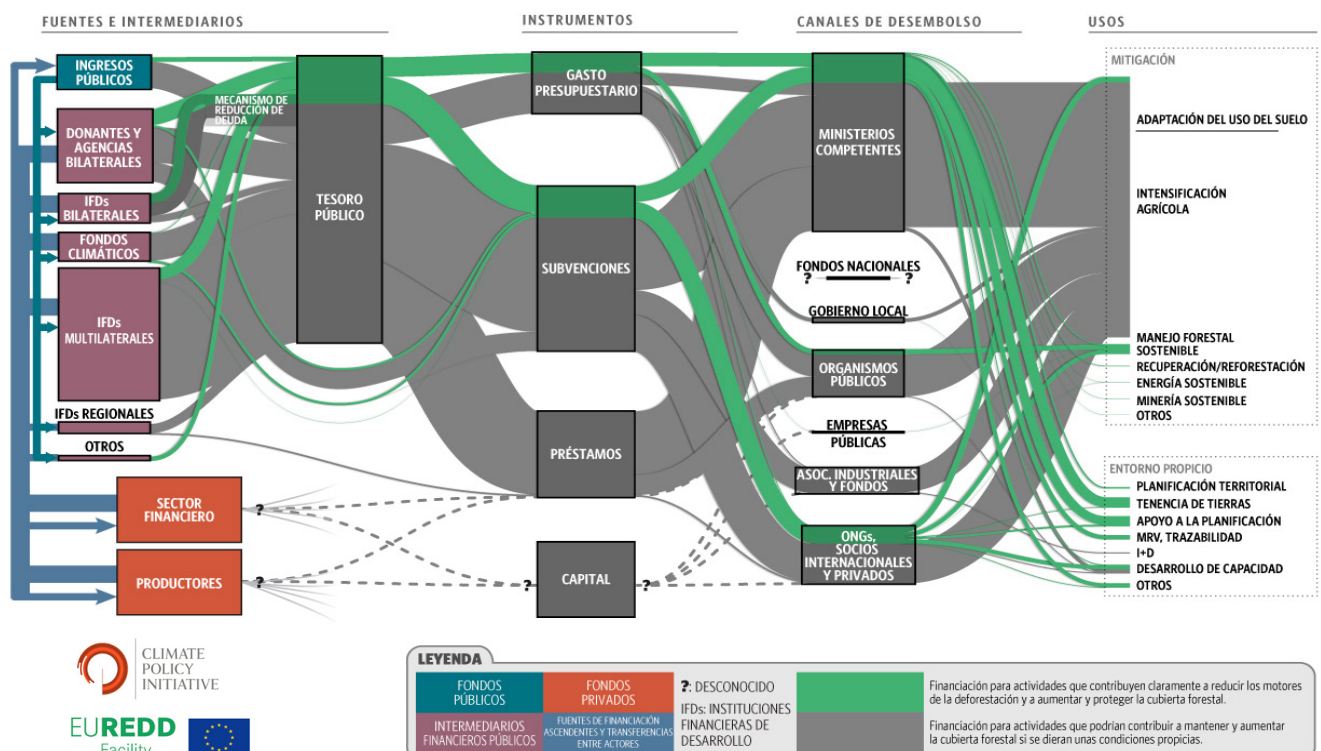 FUENTES E INTERMEDIARIOS
INSTRUMENTOS
CANALES DE DESEMBOLSO
USOS
INGRESOS
PÚBLICOS
DONANTES Y
AGENCIAS
BILATERALES
IFDs
BILATERALES
FONDOS
CLIMÁTICOS
IFDs
MULTILATERALES
IFDs REGIONALES
OTROS
SECTOR
FINANCIERO
?
PRODUCTORES
?
MECANISMO DE
REDUCCIÓN DE
DEUDA
TESORO
PÚBLICO
GASTO
PRESUPUESTARIO
SUBVENCIONES
PRÉSTAMOS
?
CAPITAL
?
MINISTERIOS
COMPETENTES
FONDOS NACIONALES
? ?
GOBIERNO LOCAL
ORGANISMOS
PÚBLICOS
EMPRESAS
PÚBLICAS
ASOC. INDUSTRIALES
Y FONDOS
ONGs,
SOCIOS
INTERNACIONALES
Y PRIVADOS
MITIGACIÓN
ADAPTACIÓN DEL USO DEL SUELO
INTENSIFICACIÓN
AGRÍCOLA
MANEJO FORESTAL
SOSTENIBLE
RECUPERACIÓN/REFORESTACIÓN
ENERGÍA SOSTENIBLE
MINERÍA SOSTENIBLE
OTROS
ENTORNO PROPICIO
PLANIFICACIÓN TERRITORIAL
TENENCIA DE TIERRAS
APOYO A LA PLANIFICACIÓN
MRV, TRAZABILIDAD
I+D
DESARROLLO DE CAPACIDAD
OTROS
CLIMATE
POLICY
INITIATIVE
EUREDD
Facility
LEYENDA
FONDOS
PÚBLICOS
FONDOS
PRIVADOS
INTERMEDIARIOS
FINANCIEROS PÚBLICOS
FUENTES DE FINANCIACIÓN
ASCENDENTES Y TRANSFERENCIAS
ENTRE ACTORES
?: DESCONOCIDO
IFDs: INSTITUCIONES
FINANCIERAS DE
DESARROLLO
Financiación para actividades que contribuyen claramente a reducir los motores
de la deforestación y a aumentar y proteger la cubierta forestal.
Financiación para actividades que podrían contribuir a mantener y aumentar
la cubierta forestal si se dieran unas condiciones propicias.